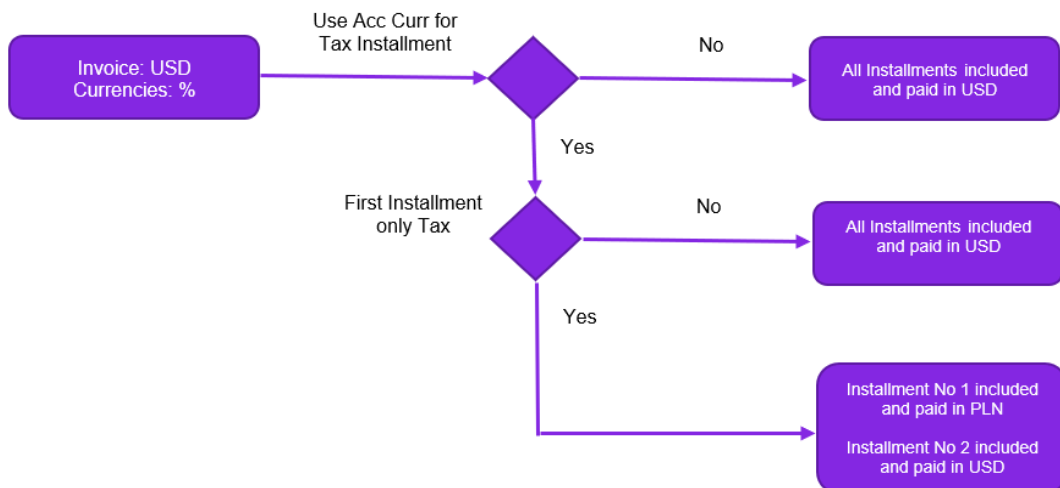 Use Acc Curr for
Tax Installment
No
Invoice: USD
Currencies: %
All Installments included
and paid in USD
Yes
First Installment
only Tax
No
All Installments included
and paid in USD
Yes
Installment No 1 included
and paid in PLN
Installment No 2 included
and paid in USD